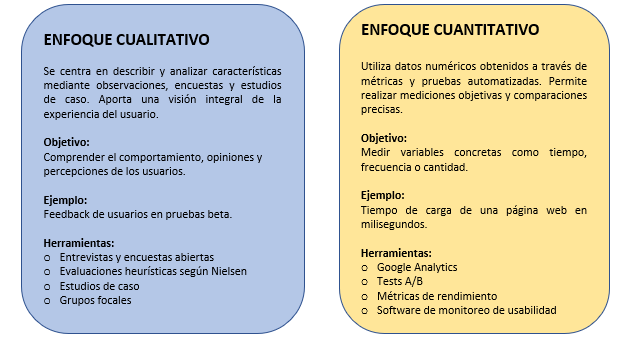 ENFOQUE CUALITATIVO
Se centra en describir y analizar características
mediante observaciones, encuestas y estudios
de caso. Aporta una visión integral de la
experiencia del usuario.
Objetivo:
Comprender el comportamiento, opiniones y
percepciones de los usuarios.
Ejemplo:
Feedback de usuarios en pruebas beta.
Herramientas:
o Entrevistas y encuestas abiertas
o Evaluaciones heurísticas según Nielsen
o Estudios de caso
o Grupos focales
ENFOQUE CUANTITATIVO
Utiliza datos numéricos obtenidos a través de
métricas y pruebas automatizadas. Permite
realizar mediciones objetivas y comparaciones
precisas.
Objetivo:
Medir variables concretas como tiempo,
frecuencia o cantidad.
Ejemplo:
Tiempo de carga de una página web en
milisegundos.
Herramientas:
o Google Analytics
o Tests A/B
o Métricas de rendimiento
o Software de monitoreo de usabilidad